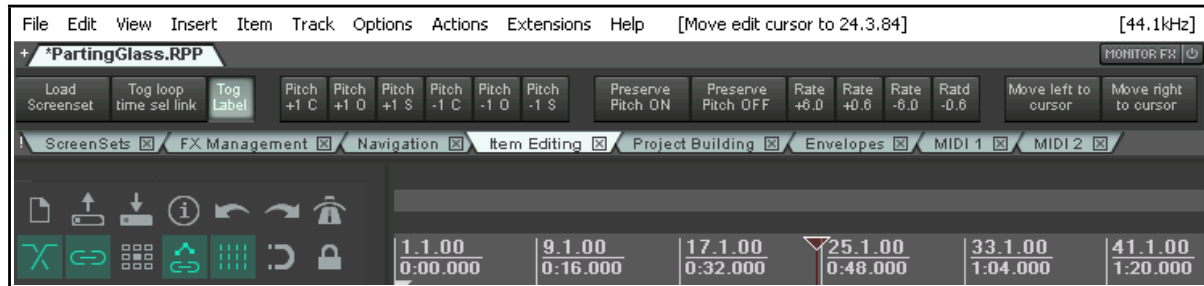 File Edit View Insert Item Track Options Actions Extensions Help [Move edit cursor to 24.3.84] [44.1kHz]
+ *PartingGlass.RPP MONITOR FX
Load Screenset Tog loop time sel link Tog Label Pitch +1 C Pitch +1 O Pitch +1 S Pitch -1 C Pitch -1 O Pitch -1 S Preserve Pitch ON Preserve Pitch OFF Rate +6.0 Rate +0.6 Rate -6.0 Ratd -0.6 Move left to cursor Move right to cursor
! ScreenSets FX Management Navigation Item Editing Project Building Envelopes MIDI 1 MIDI 2
1.1.00 9.1.00 17.1.00 25.1.00 33.1.00 41.1.00
0:00.000 0:16.000 0:32.000 0:48.000 1:04.000 1:20.000